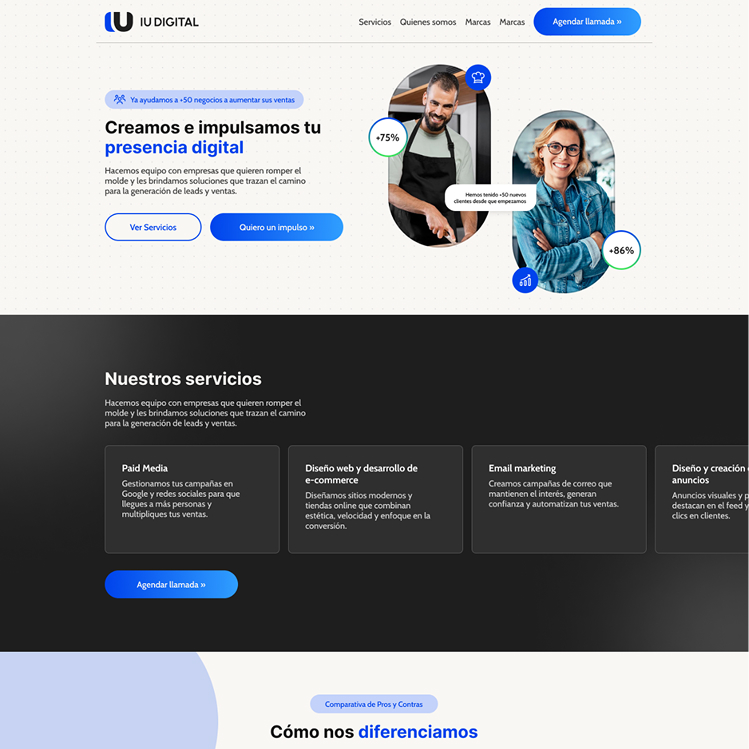 IU DIGITAL
Servicios
Quienes somos
Marcas
Marcas
Agendar llamada »
Ya ayudamos a +50 negocios a aumentar sus ventas
Creamos e impulsamos tu
presencia digital
Hacemos equipo con empresas que quieren romper el
molde y les brindamos soluciones que trazan el camino
para la generación de leads y ventas.
Ver Servicios
Quiero un impulso »
+75%
Hemos tenido +50 nuevos
clientes desde que empezamos
+86%
Nuestros servicios
Hacemos equipo con empresas que quieren romper el
molde y les brindamos soluciones que trazan el camino
para la generación de leads y ventas.
Paid Media
Gestionamos tus campañas en
Google y redes sociales para que
llegues a más personas y
multipliques tus ventas.
Diseño web y desarrollo de
e-commerce
Diseñamos sitios modernos y
tiendas online que combinan
estética, velocidad y enfoque en la
conversión.
Email marketing
Creamos campañas de correo que
mantienen el interés, generan
confianza y automatizan tus ventas.
Diseño y creación
anuncios
Anuncios visuales y
destacan en el feed y
clics en clientes.
Agendar llamada »
Comparativa de Pros y Contras
Cómo nos diferenciamos